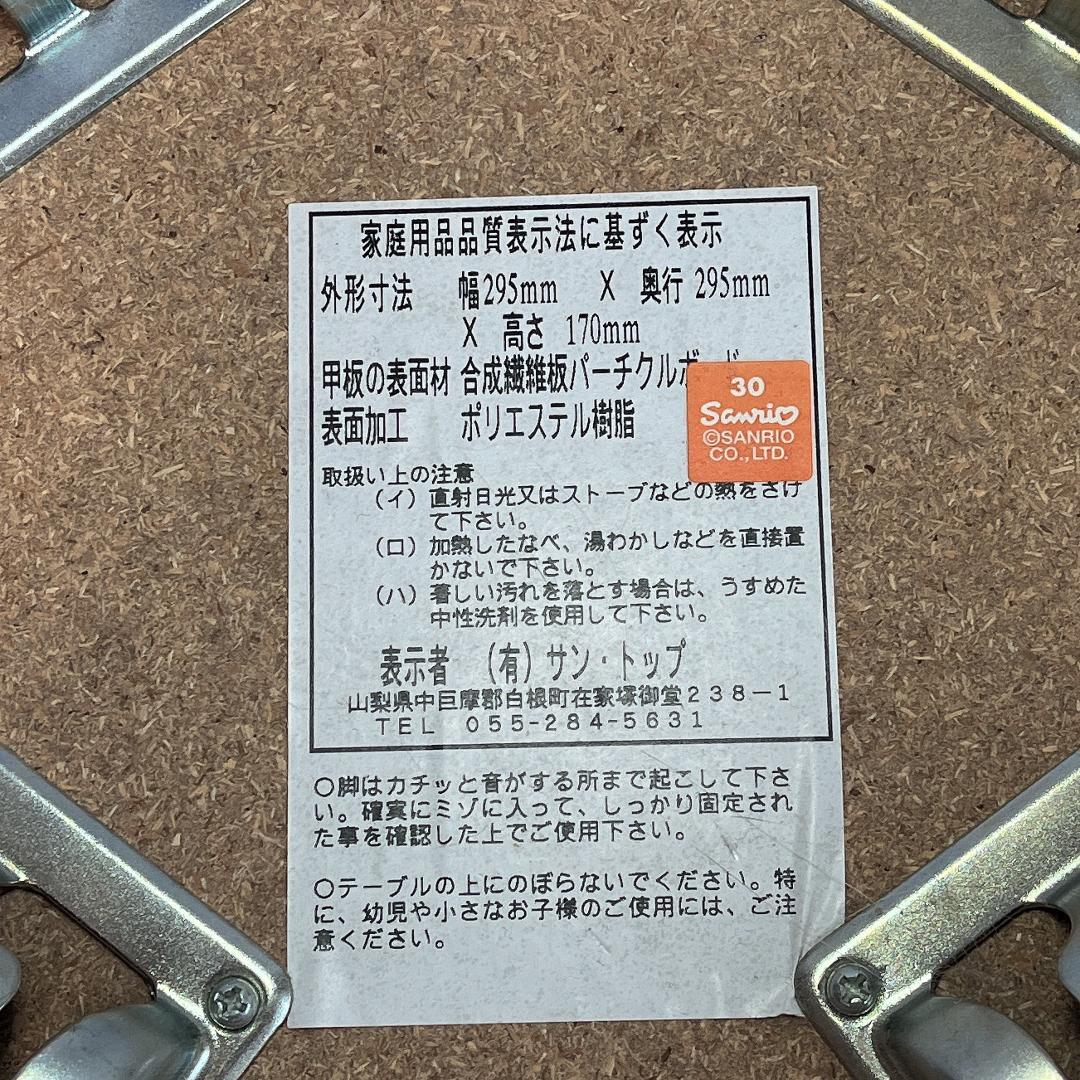 家庭用品品質表示法に基ずく表示
外形寸法 幅295mm X 奥行 295mm
X 高さ 170mm
甲板の表面材 合成繊維板パーチクルボード
表面加工 ポリエステル樹脂
30
Sanrio
©SANRIO
CO.,LTD.
取扱い上の注意
(イ) 直射日光又はストーブなどの熱をさけ
て下さい。
(ロ) 加熱したなべ、湯わかしなどを直接置
かないで下さい。
(ハ) 著しい汚れを落とす場合は、うすめた
中性洗剤を使用して下さい。
表示者 (有)サン・トップ
山梨県中巨摩郡白根町在家塚御堂238-1
TEL 055-284-5631
○脚はカチッと音がする所まで起こして下さ
い。確実にミゾに入って、しっかり固定され
た事を確認した上でご使用下さい。
○テーブルの上にのぼらないでください。特
に、幼児や小さなお子様のご使用には、ご注
意ください。